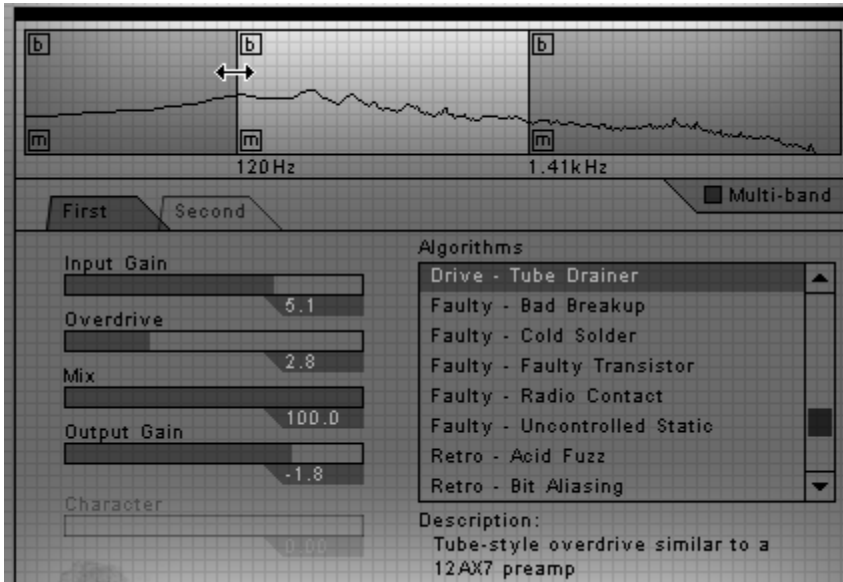 b b b
m m m
120Hz 1.41kHz
Multi-band
First Second
Input Gain
5.1
Overdrive
2.8
Mix
100.0
Output Gain
-1.8
Character
0.00
Algorithms
Drive - Tube Drainer
Faulty - Bad Breakup
Faulty - Cold Solder
Faulty - Faulty Transistor
Faulty - Radio Contact
Faulty - Uncontrolled Static
Retro - Acid Fuzz
Retro - Bit Aliasing
Description:
Tube-style overdrive similar to a
12AX7 preamp